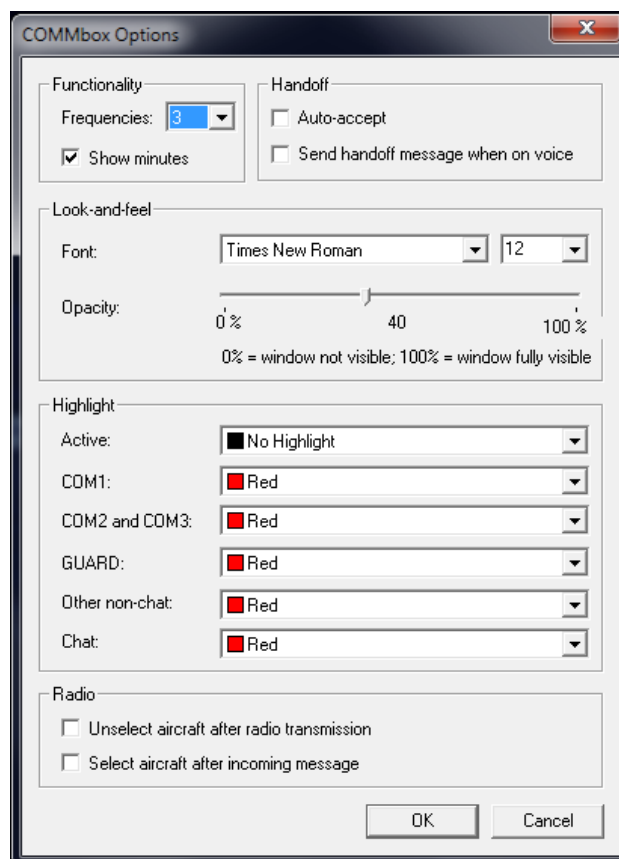 COMMbox Options
Functionality
Frequencies: 3
Show minutes
Handoff
Auto-accept
Send handoff message when on voice
Look-and-feel
Font: Times New Roman 12
Opacity:
0 % 40 100 %
0% = window not visible; 100% = window fully visible
Highlight
Active: No Highlight
COM1: Red
COM2 and COM3: Red
GUARD: Red
Other non-chat: Red
Chat: Red
Radio
Unselect aircraft after radio transmission
Select aircraft after incoming message
OK Cancel